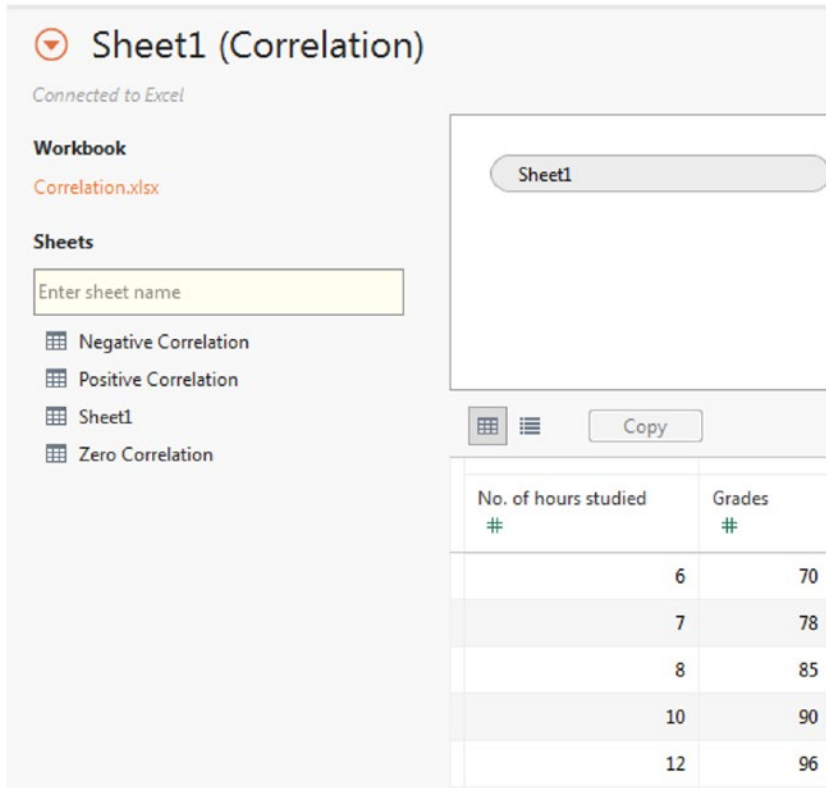 Sheet1 (Correlation)
Connected to Excel
Workbook
Correlation.xlsx
Sheets
Enter sheet name
Negative Correlation
Positive Correlation
Sheet1
Zero Correlation
Sheet1
Copy
No. of hours studied Grades
# #
6 70
7 78
8 85
10 90
12 96